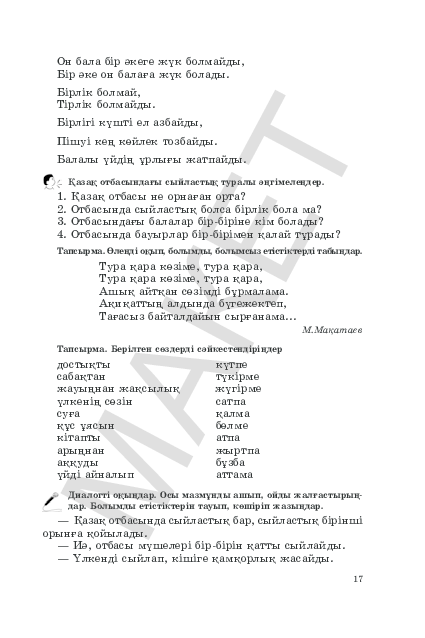 Он бала бір әкеге жүк болмайды,
Бір әке он балаға жүк болады.
Бірлік болмай,
Тірлік болмайды.
Бірлігі күшті ел азбайды,
Пішуі кең көйлек тозбайды.
Балалы үйдің ұрлығы жатпайды.
Қазақ отбасындағы сыйластық туралы әңгімелеңдер.
1. Қазақ отбасы не орнаған орта?
2. Отбасында сыйластық болса бірлік бола ма?
3. Отбасындағы балалар бір-біріне кім болады?
4. Отбасында бауырлар бір-бірімен қалай тұрады?
Тапсырма. Өлеңді оқып, болымды, болымсыз етістіктерді табыңдар.
Тура қара көзіме, тура қара,
Тура қара көзіме, тура қара,
Ашық айтқан сөзімді бұрмалама.
Ақиқаттың алдында бүгежектеп,
Тағасыз байталдайын сырғанама...
М.Мақатаев
Тапсырма. Берілген сөздерді сәйкестендіріңдер
достықты күтпе
сабақтан түкірме
жауыңнан жақсылық жүгірме
үлкенің сөзін сатпа
суға қалма
құс ұясын бөлме
кітапты атпа
арыңнан жыртпа
аққуды бұзба
үйді айналып аттама
Диалогті оқыңдар. Осы мазмұнды ашып, ойды жалғастырың-
дар. Болымды етістіктерін тауып, көшіріп жазыңдар.
— Қазақ отбасында сыйластық бар, сыйластық бірінші
орынға қойылады.
— Иә, отбасы мүшелері бір-бірін қатты сыйлайды.
— Үлкенді сыйлап, кішіге қамқорлық жасайды.
17
МАКЕТ